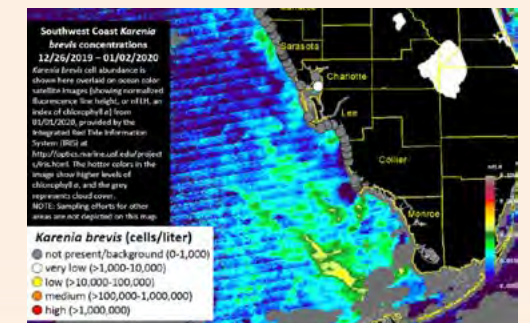 Southwest Coast Karenia
brevis concentrations
12/26/2019 – 01/02/2020
Karenia brevis cell abundance is
shown here overlaid on ocean color
satellite images (showing normalized
fluorescence line height, or nFLH, an
index of chlorophyll a) from
01/01/2020, provided by the
Integrated Red Tide Information
System (IRIS) at
http://optics.marine.usf.edu/project
s/iris.html. The hotter colors in the
image show higher levels of
chlorophyll a, and the grey
represents cloud cover.
NOTE: Sampling efforts for other
areas are not depicted on this map
Sarasota
Charlotte
Lee
Collier
Monroe
Karenia brevis (cells/liter)
not present/background (0-1,000)
very low (>1,000-10,000)
low (>10,000-100,000)
medium (>100,000-1,000,000)
high (>1,000,000)